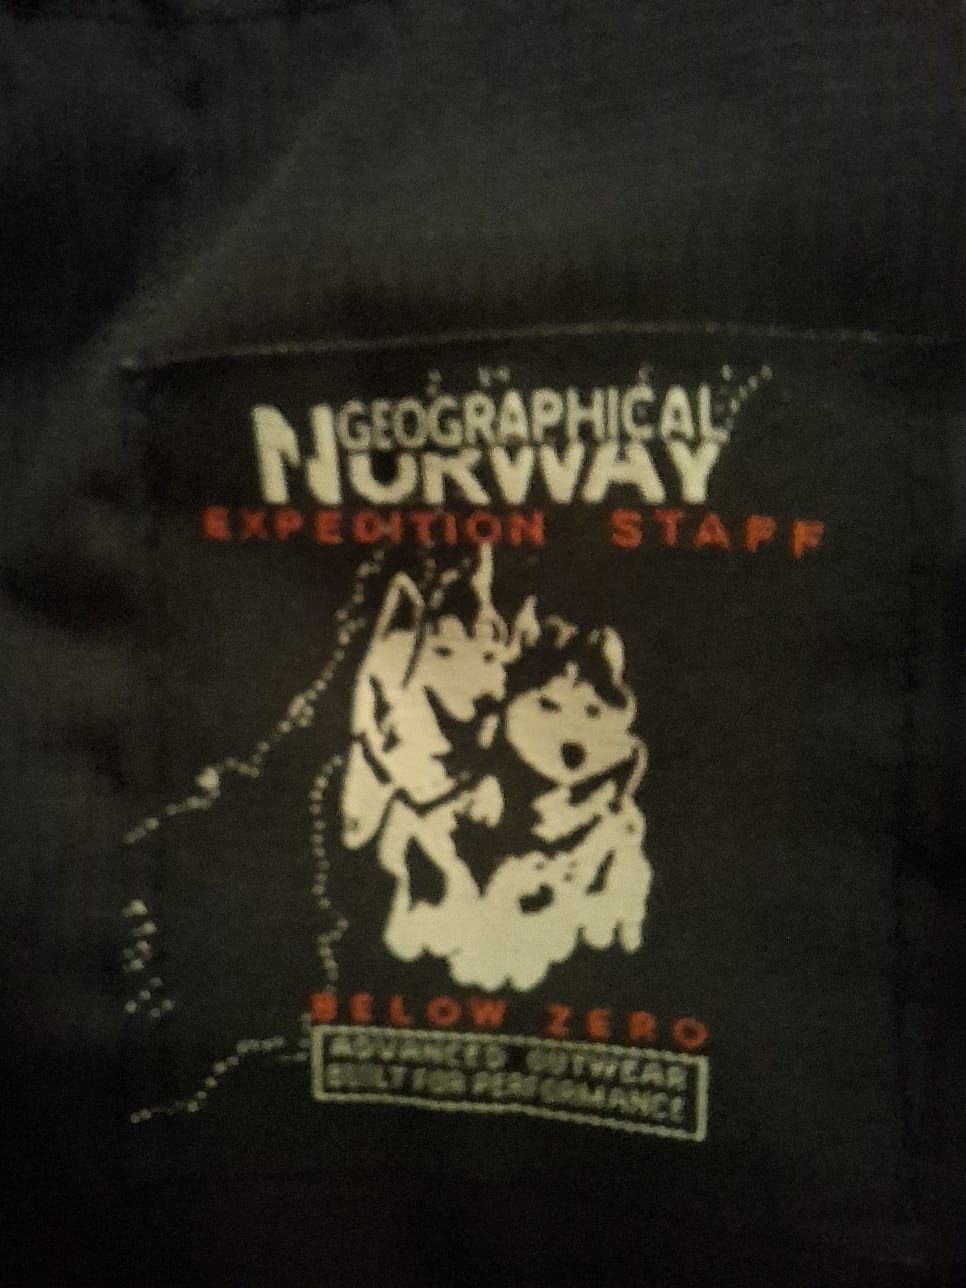 GEOGRAPHICAL
NORWAY
EXPEDITION STAFF
BELOW ZERO
ADVANCED OUTWEAR
BUILT FOR PERFORMANCE